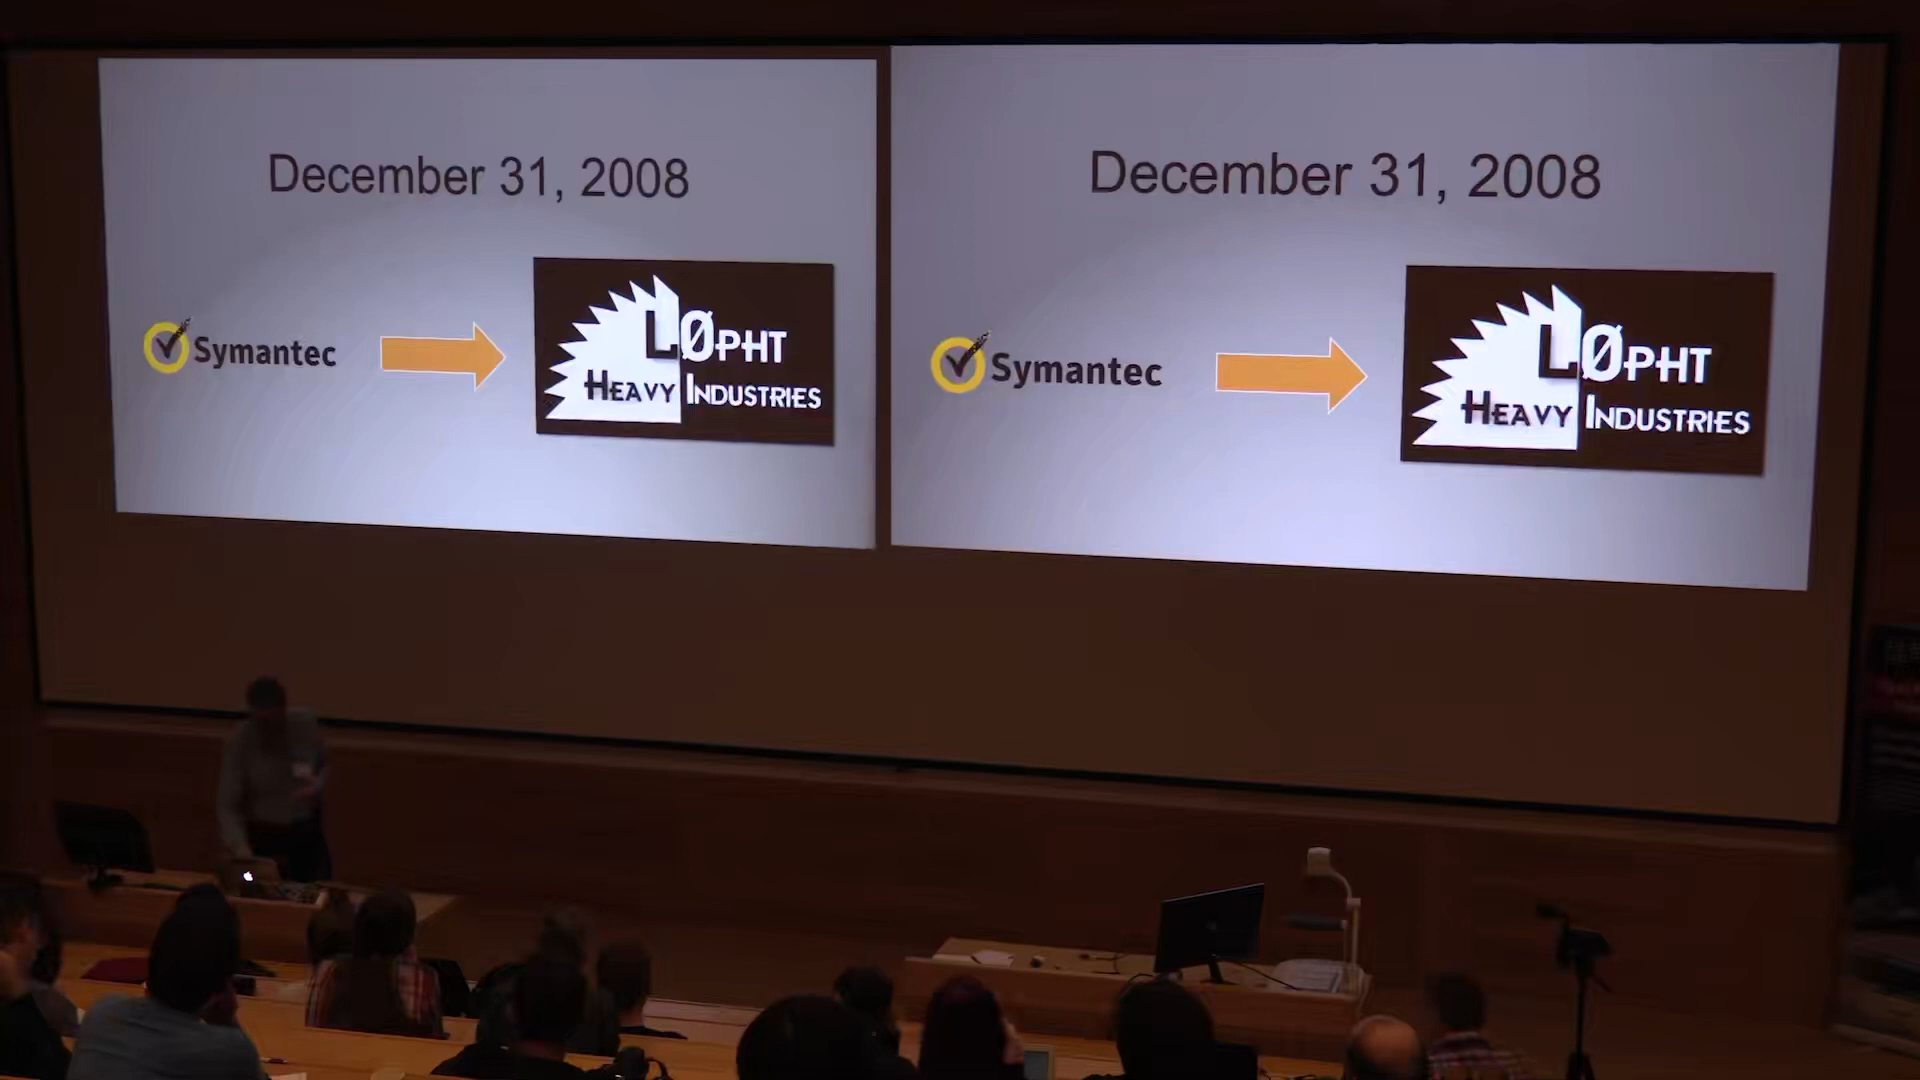 December 31, 2008
Symantec
LØPHT
HEAVY INDUSTRIES
December 31, 2008
Symantec
LØPHT
HEAVY INDUSTRIES